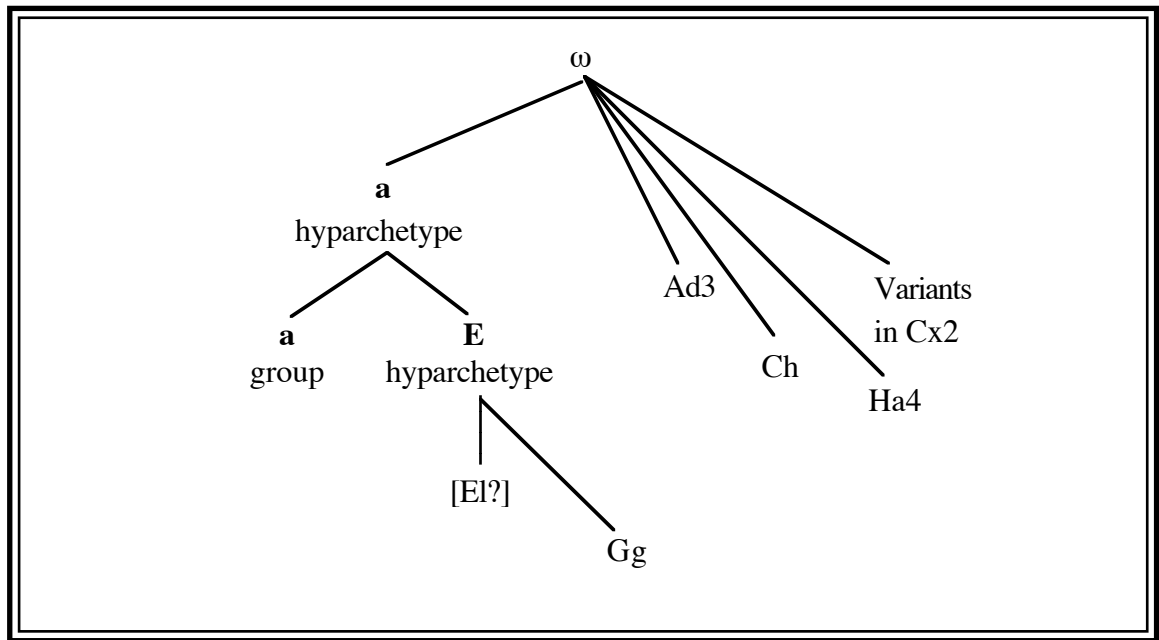 ω
a
hyparchetype
Ad3
Variants
in Cx2
a
group
E
hyparchetype
Ch
Ha4
[El?]
Gg